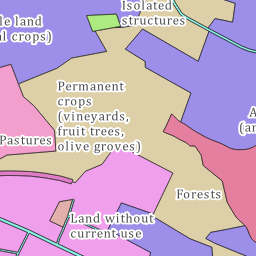 Isolated
structures
le land
al crops)
Permanent
crops
(vineyards,
fruit trees,
olive groves)
A
(an
Pastures
Forests
Land without
current use